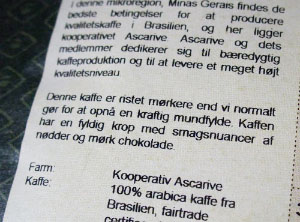 I denne mikroregion, Minas Gerais findes de
bedste betingelser for at producere
kvalitetskaffe i Brasilien, og her ligger
kooperativet Ascarive Ascarive og dets
medlemmer dedikerer sig til bæredygtig
kaffeproduktion og til at levere et meget højt
kvalitetsniveau.
Denne kaffe er ristet mørkere end vi normalt
gør for at opnå en kraftig mundfylde. Kaffen
har en fyldig krop med smagsnuancer af
nødder og mørk chokolade.
Farm: Kooperativ Ascarive
Kaffe: 100% arabica kaffe fra
Brasilien, fairtrade